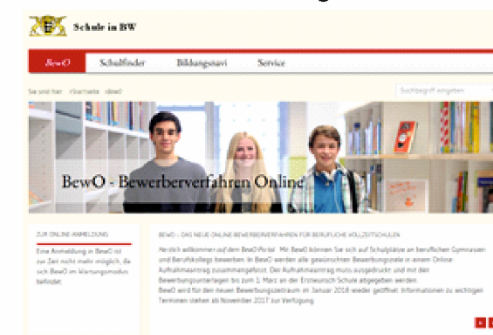 Schule in BW
BewO Schulfinder Bildungsnavi Service
Sie sind hier: Startseite BewO
Suchbegriff eingeben
BewO - Bewerberverfahren Online
ZUR ONLINE-ANMELDUNG
Eine Anmeldung in BewO ist
zur Zeit nicht mehr möglich, da
sich BewO im Wartungsmodus
befindet.
BEWO - DAS NEUE ONLINE BEWERBERVERFAHREN FÜR BERUFLICHE VOLLZEITSCHULEN
Herzlich willkommen auf dem BewO-Portal. Mit BewO können Sie sich auf Schulplätze an beruflichen Gymnasien
und Berufskollegs bewerben. In BewO werden alle gewünschten Bewerbungsziele in einem Online-
Aufnahmeantrag zusammengefasst. Der Aufnahmeantrag muss ausgedruckt und mit den
Bewerbungsunterlagen bis zum 1. März an der Erstwunsch-Schule abgegeben werden.
BewO wird für den neuen Bewerbungszeitraum im Januar 2018 wieder geöffnet. Informationen zu wichtigen
Terminen stehen ab November 2017 zur Verfügung.